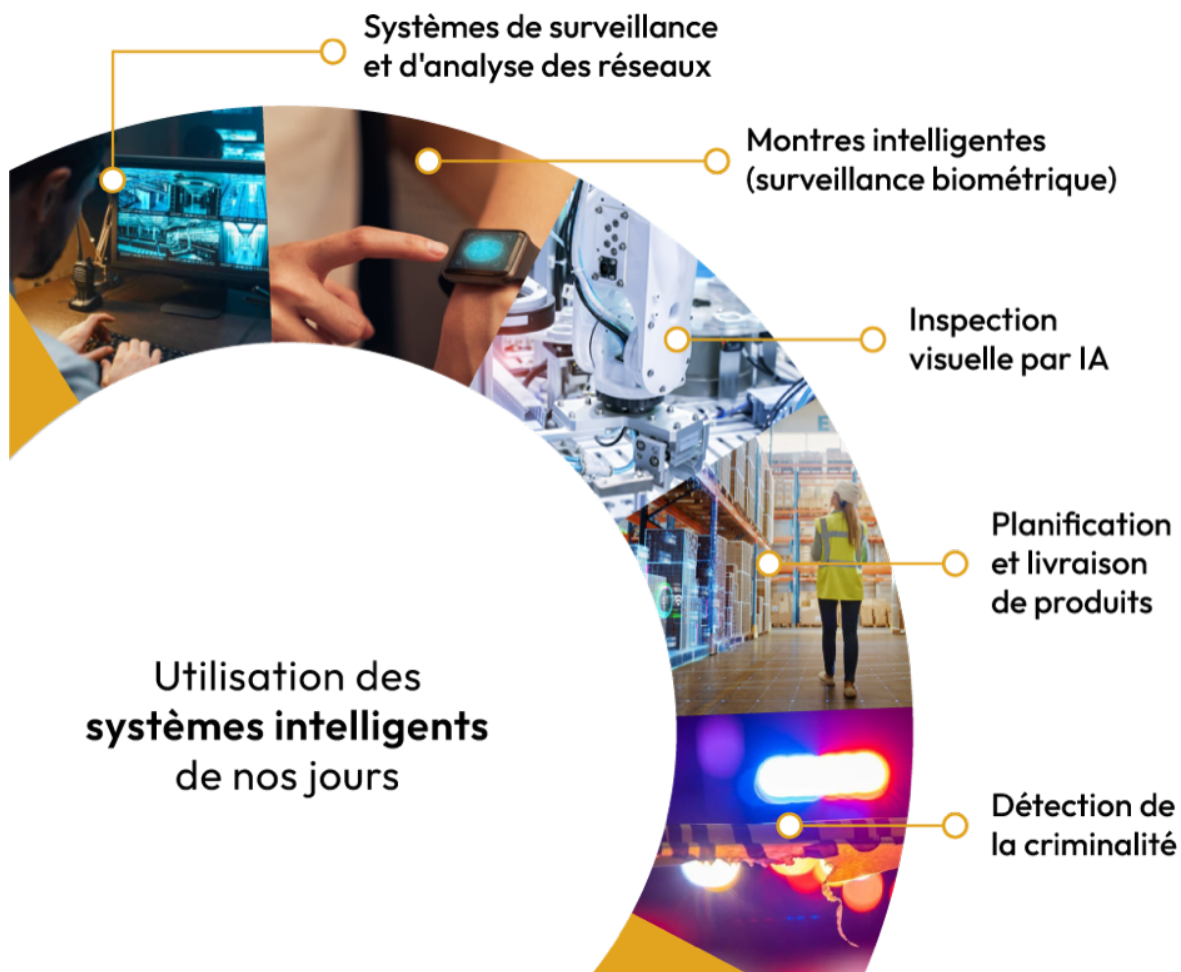 Systèmes de surveillance
et d'analyse des réseaux
Montres intelligentes
(surveillance biométrique)
Inspection
visuelle par IA
Planification
et livraison
de produits
Utilisation des
systèmes intelligents
de nos jours
Détection de
la criminalité